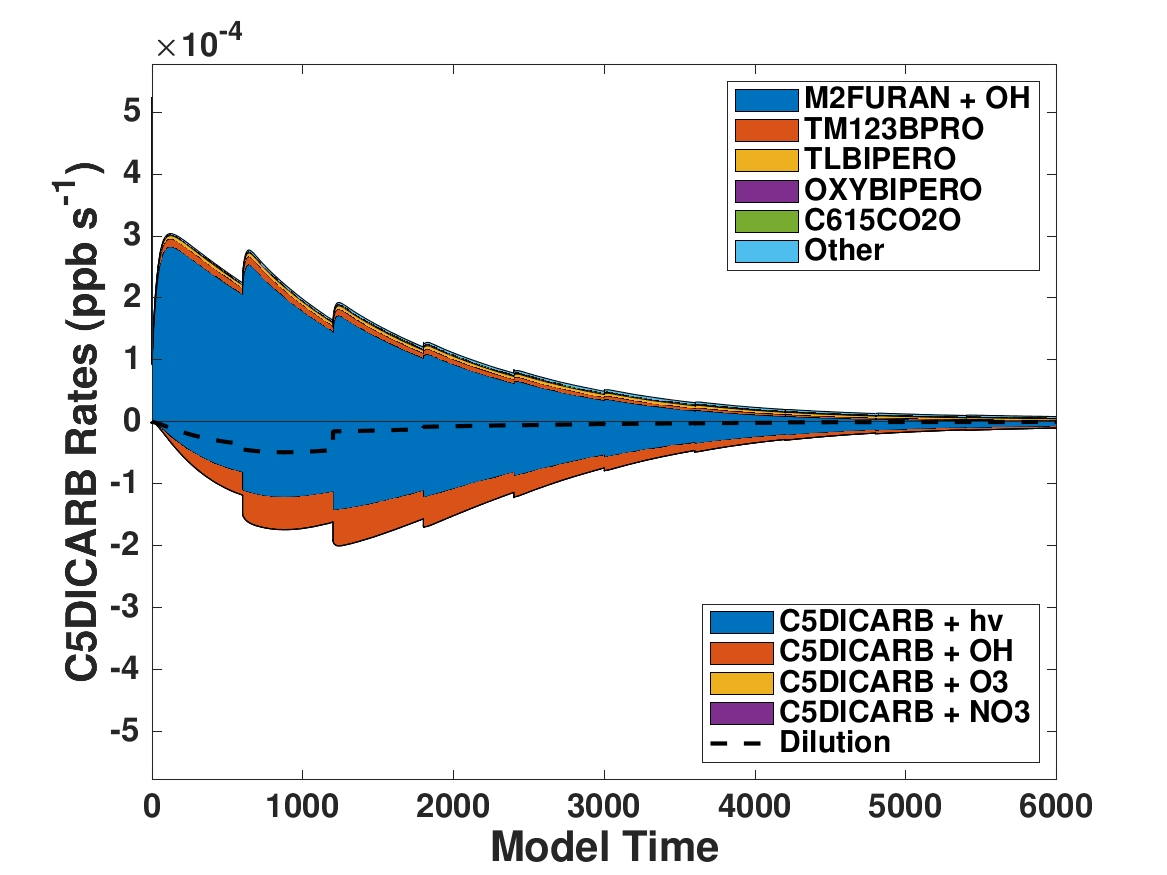 ×10-4
5
4
3
2
1
0
-1
-2
-3
-4
-5
C5DICARB Rates (ppb s-1)
M2FURAN + OH
TM123BPRO
TLBIPERO
OXYBIPERO
C615CO2O
Other
C5DICARB + hv
C5DICARB + OH
C5DICARB + O3
C5DICARB + NO3
Dilution
0 1000 2000 3000 4000 5000 6000
Model Time